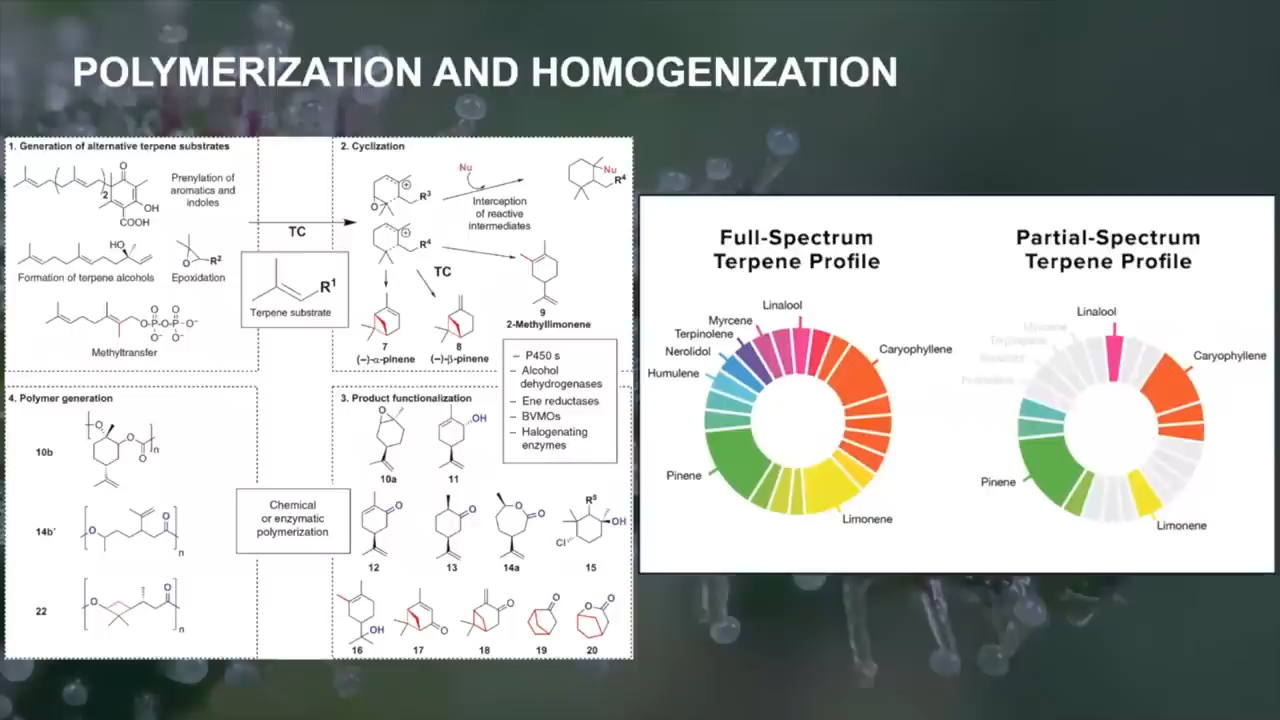 POLYMERIZATION AND HOMOGENIZATION
1. Generation of alternative terpene substrates
2
O
OH
COOH
Prenylation of
aromatics and
indoles
HO
O
R²
Formation of terpene alcohols
Epoxidation
O-P-O-P-O⁻
O
O
O⁻
O⁻
Methyltransfer
TC
R¹
Terpene substrate
2. Cyclization
O
R³
Nu
Interception
of reactive
intermediates
Nu
R⁴
R⁴
TC
7
(−)-α-pinene
8
(−)-β-pinene
9
2-Methyllimonene
– P450 s
– Alcohol
dehydrogenases
– Ene reductases
– BVMOs
– Halogenating
enzymes
3. Product functionalization
O
OH
10a
11
O
O
O
O
R⁵
OH
Cl
12
13
14a
15
OH
O
O
O
O
O
16
17
18
19
20
4. Polymer generation
10b
O
O
O
n
14b'
O
O
n
22
O
O
n
Chemical
or enzymatic
polymerization
Full-Spectrum
Terpene Profile
Linalool
Myrcene
Terpinolene
Nerolidol
Humulene
Caryophyllene
Pinene
Limonene
Partial-Spectrum
Terpene Profile
Linalool
Myrcene
Caryophyllene
Pinene
Limonene